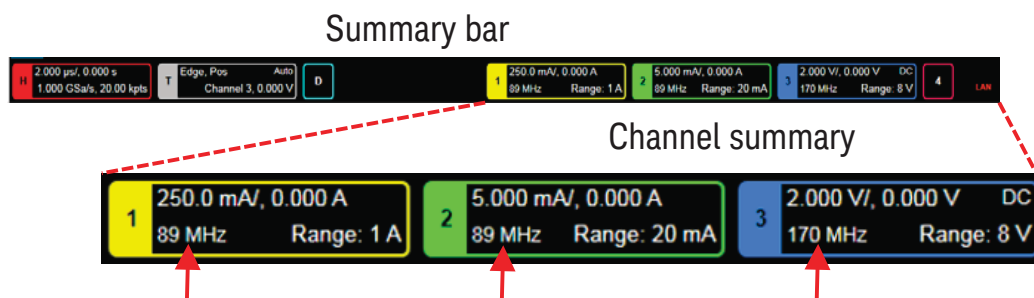 Summary bar
H 2.000 µs/, 0.000 s
1.000 GSa/s, 20.00 kpts
T Edge, Pos Auto
Channel 3, 0.000 V
D
1 250.0 mA/, 0.000 A
89 MHz Range: 1 A
2 5.000 mA/, 0.000 A
89 MHz Range: 20 mA
3 2.000 V/, 0.000 V DC
170 MHz Range: 8 V
4
LAN
Channel summary
1 250.0 mA/, 0.000 A
89 MHz Range: 1 A
2 5.000 mA/, 0.000 A
89 MHz Range: 20 mA
3 2.000 V/, 0.000 V DC
170 MHz Range: 8 V